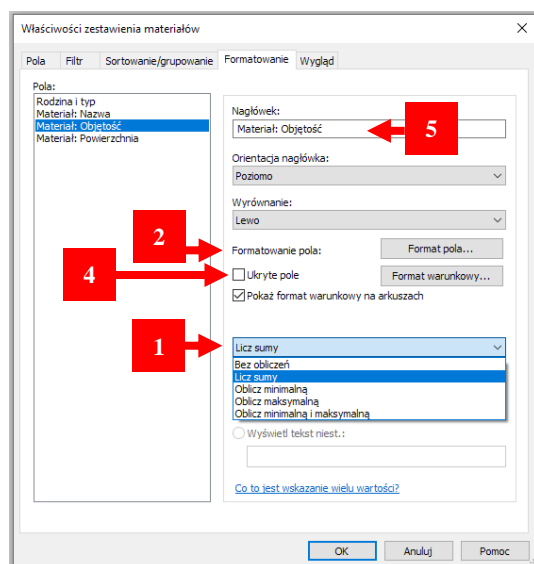 Właściwości zestawienia materiałów
Pola Filtr Sortowanie/grupowanie Formatowanie Wygląd
Pola:
Rodzina i typ
Materiał: Nazwa
Materiał: Objętość
Materiał: Powierzchnia
Nagłówek:
Materiał: Objętość
5
Orientacja nagłówka:
Poziomo
Wyrównanie:
Lewo
2
Formatowanie pola:
Format pola...
4
Ukryte pole
Format warunkowy...
Pokaż format warunkowy na arkuszach
1
Licz sumy
Bez obliczeń
Licz sumy
Oblicz minimalną
Oblicz maksymalną
Oblicz minimalną i maksymalną
Wyświetl tekst niest.:
Co to jest wskazanie wielu wartości?
OK Anuluj Pomoc